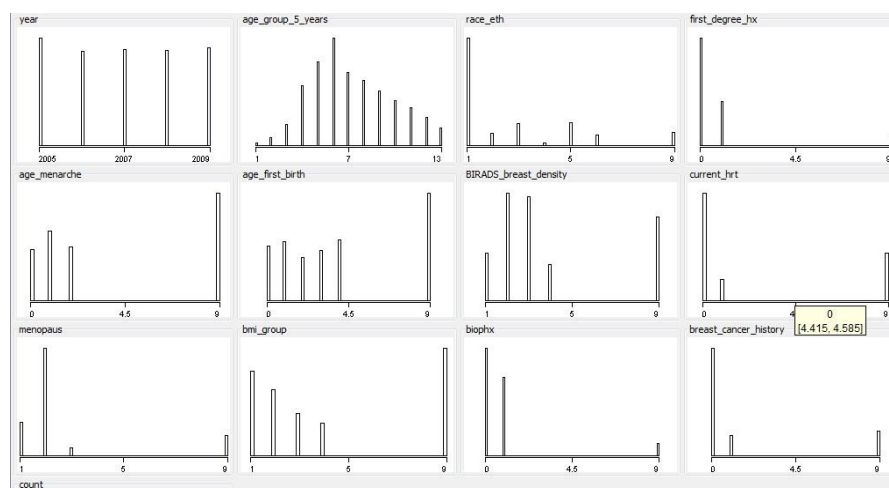 year age_group_5_years race_eth first_degree_hx
2005 2007 2009 1 7 13 1 5 9 0 4.5 9
age_menarche age_first_birth BIRADS_breast_density current_hrt
0 4.5 9 0 4.5 9 1 5 9 0 4 9
0
[4.415, 4.585]
menopaus bmi_group biophx breast_cancer_history
1 5 9 1 5 9 0 4.5 9 0 4.5 9
count